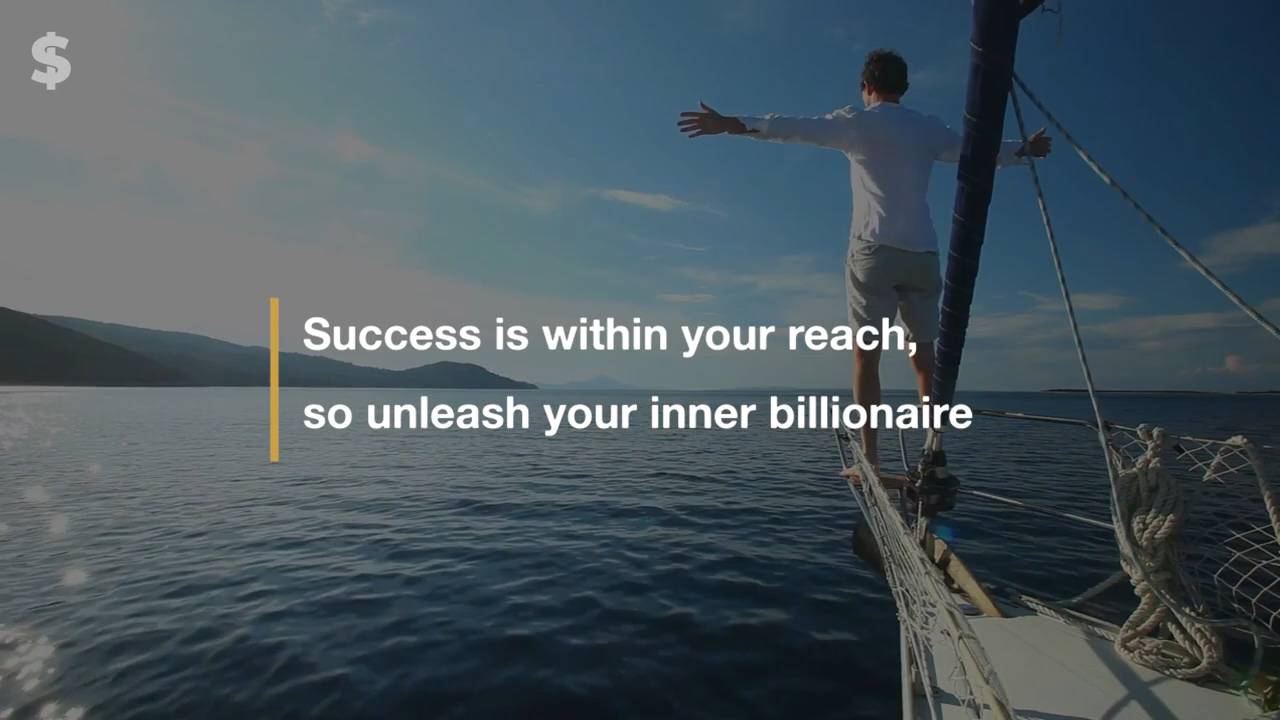 $
Success is within your reach,
so unleash your inner billionaire